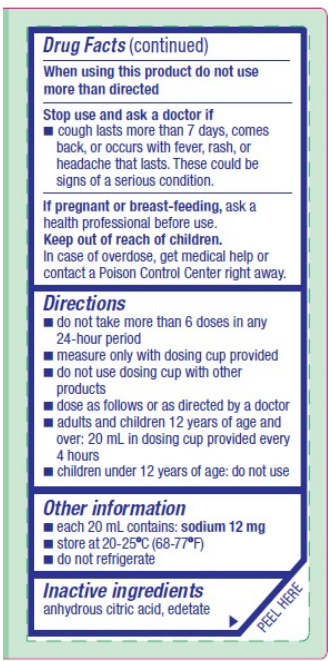 Drug Facts (continued)
When using this product do not use
more than directed
Stop use and ask a doctor if
■ cough lasts more than 7 days, comes
back, or occurs with fever, rash, or
headache that lasts. These could be
signs of a serious condition.
If pregnant or breast-feeding, ask a
health professional before use.
Keep out of reach of children.
In case of overdose, get medical help or
contact a Poison Control Center right away.
Directions
■ do not take more than 6 doses in any
24-hour period
■ measure only with dosing cup provided
■ do not use dosing cup with other
products
■ dose as follows or as directed by a doctor
■ adults and children 12 years of age and
over: 20 mL in dosing cup provided every
4 hours
■ children under 12 years of age: do not use
Other information
■ each 20 mL contains: sodium 12 mg
■ store at 20-25°C (68-77°F)
■ do not refrigerate
Inactive ingredients
anhydrous citric acid, edetate
PEEL HERE